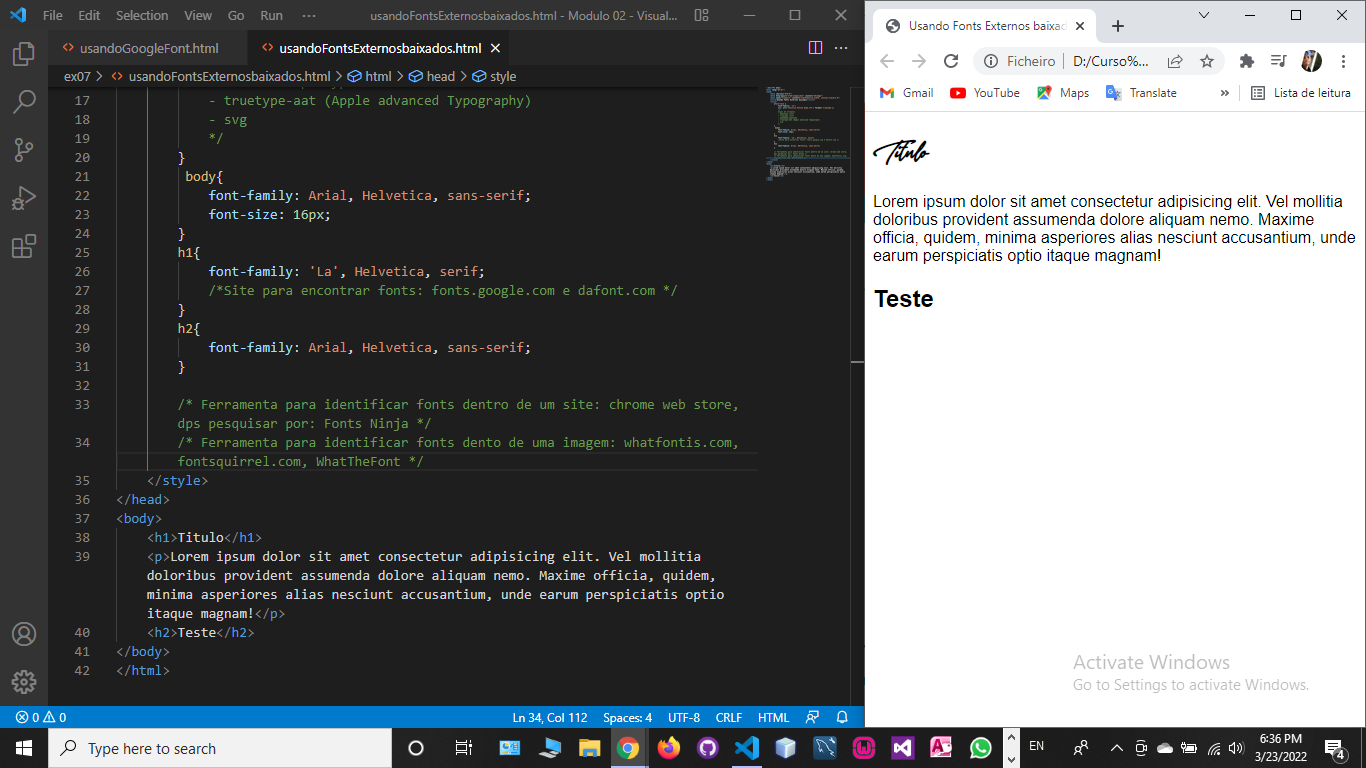 File Edit Selection View Go Run ··· usandoFontsExternosbaixados.html - Modulo 02 - Visual...
usandoGoogleFont.html usandoFontsExternosbaixados.html
ex07 > usandoFontsExternosbaixados.html > html > head > style
17 - truetype-aat (Apple advanced Typography)
18 - svg
19 */
20 }
21 body{
22 font-family: Arial, Helvetica, sans-serif;
23 font-size: 16px;
24 }
25 h1{
26 font-family: 'La', Helvetica, serif;
27 /*Site para encontrar fonts: fonts.google.com e dafont.com */
28 }
29 h2{
30 font-family: Arial, Helvetica, sans-serif;
31 }
32
33 /* Ferramenta para identificar fonts dentro de um site: chrome web store,
dps pesquisar por: Fonts Ninja */
34 /* Ferramenta para identificar fonts dento de uma imagem: whatfontis.com,
fontsquirrel.com, WhatTheFont */
35 </style>
36 </head>
37 <body>
38 <h1>Titulo</h1>
39 <p>Lorem ipsum dolor sit amet consectetur adipisicing elit. Vel mollitia
doloribus provident assumenda dolore aliquam nemo. Maxime officia, quidem,
minima asperiores alias nesciunt accusantium, unde earum perspiciatis optio
itaque magnam!</p>
40 <h2>Teste</h2>
41 </body>
42 </html>
0 0 Ln 34, Col 112 Spaces: 4 UTF-8 CRLF HTML
Usando Fonts Externos baixad
Ficheiro D:/Curso%...
Gmail YouTube Maps Translate » Lista de leitura
Titulo
Lorem ipsum dolor sit amet consectetur adipisicing elit. Vel mollitia
doloribus provident assumenda dolore aliquam nemo. Maxime
officia, quidem, minima asperiores alias nesciunt accusantium, unde
earum perspiciatis optio itaque magnam!
Teste
Activate Windows
Go to Settings to activate Windows.
Type here to search
EN
6:36 PM
3/23/2022
4